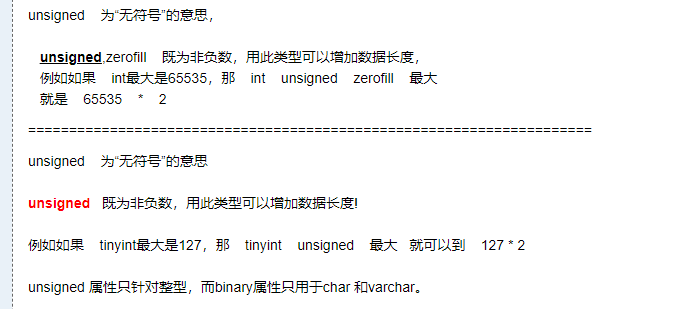 unsigned 为“无符号”的意思，
unsigned,zerofill 既为非负数，用此类型可以增加数据长度，
例如如果 int最大是65535，那 int unsigned zerofill 最大
就是 65535 * 2
=====================================================================
unsigned 为“无符号”的意思
unsigned 既为非负数，用此类型可以增加数据长度!
例如如果 tinyint最大是127，那 tinyint unsigned 最大 就可以到 127 * 2
unsigned 属性只针对整型，而binary属性只用于char 和varchar。